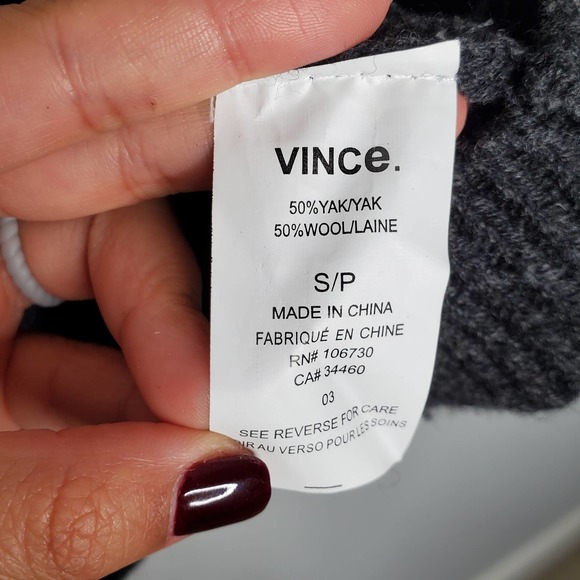 VINCe.
50%YAK/YAK
50%WOOL/LAINE
S/P
MADE IN CHINA
FABRIQUÉ EN CHINE
RN# 106730
CA# 34460
03
SEE REVERSE FOR CARE
AU VERSO POUR LES SOINS